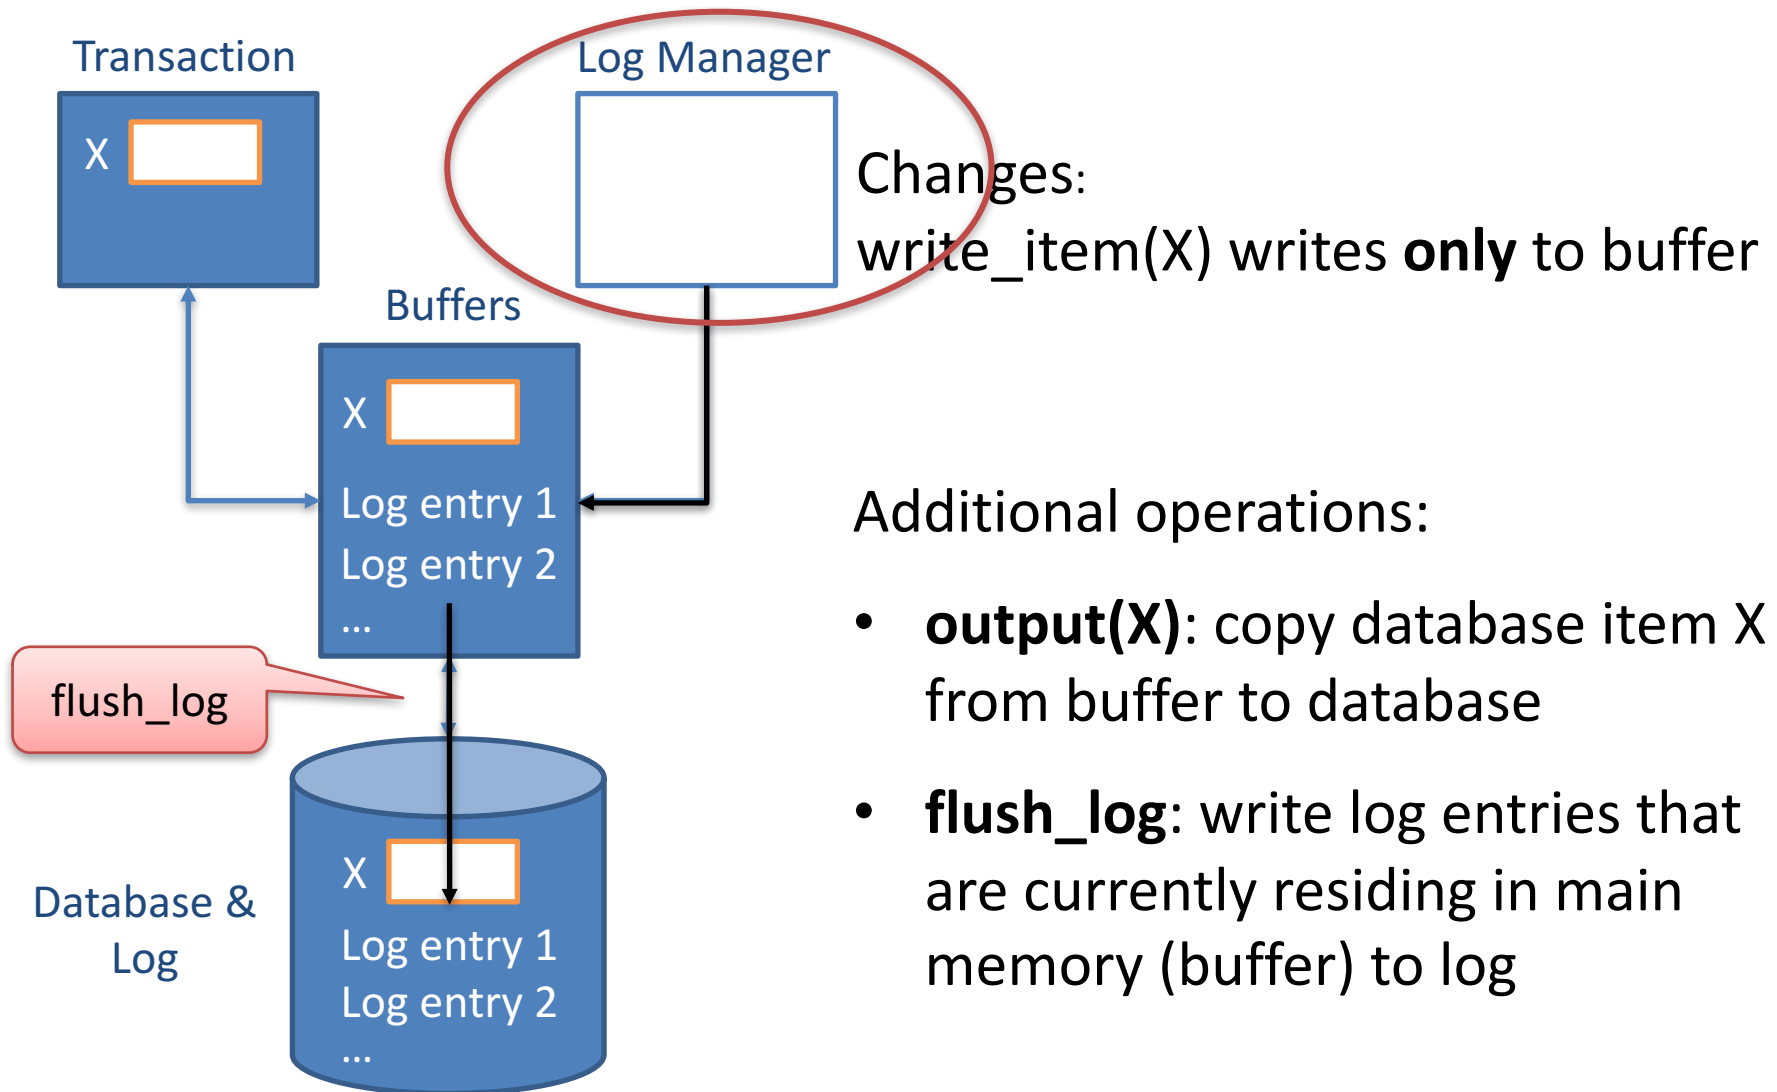 Transaction
Log Manager
X
Changes:
write_item(X) writes only to buffer
Buffers
X
Log entry 1
Log entry 2
...
Additional operations:
• output(X): copy database item X
from buffer to database
flush_log
• flush_log: write log entries that
are currently residing in main
memory (buffer) to log
Database &
Log
X
Log entry 1
Log entry 2
...